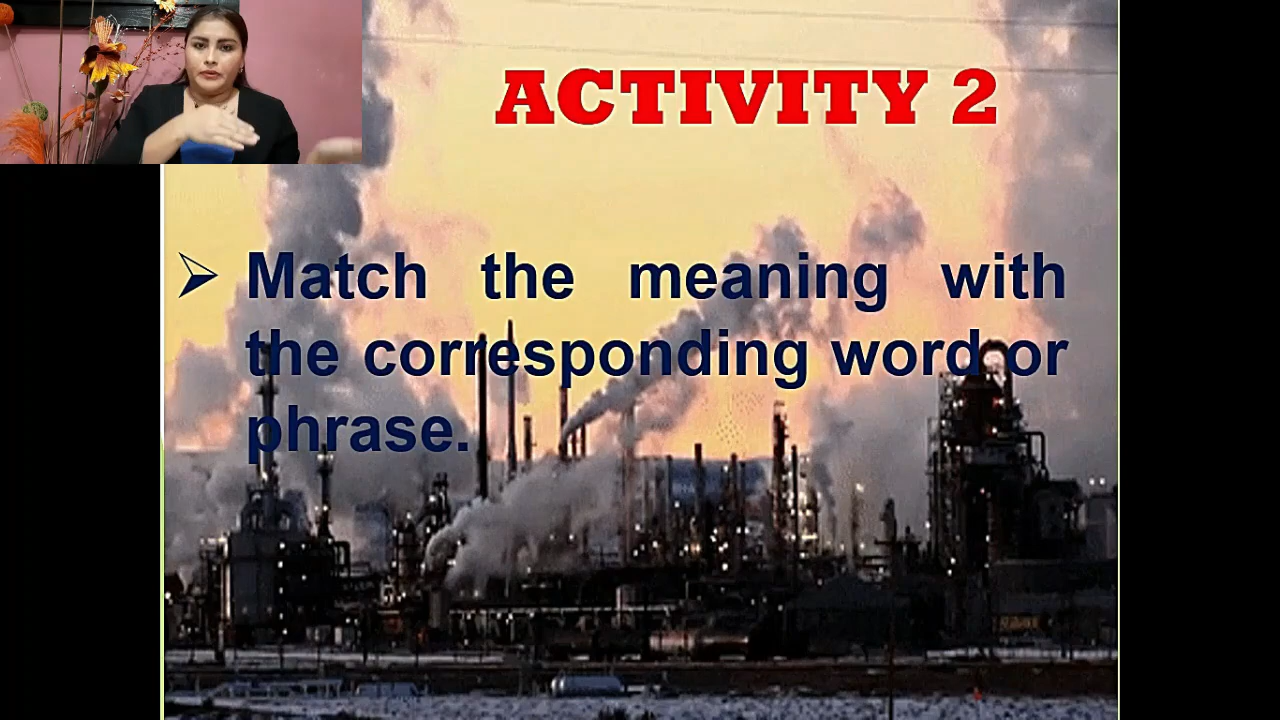 ACTIVITY 2
➢ Match the meaning with
the corresponding word or
phrase.